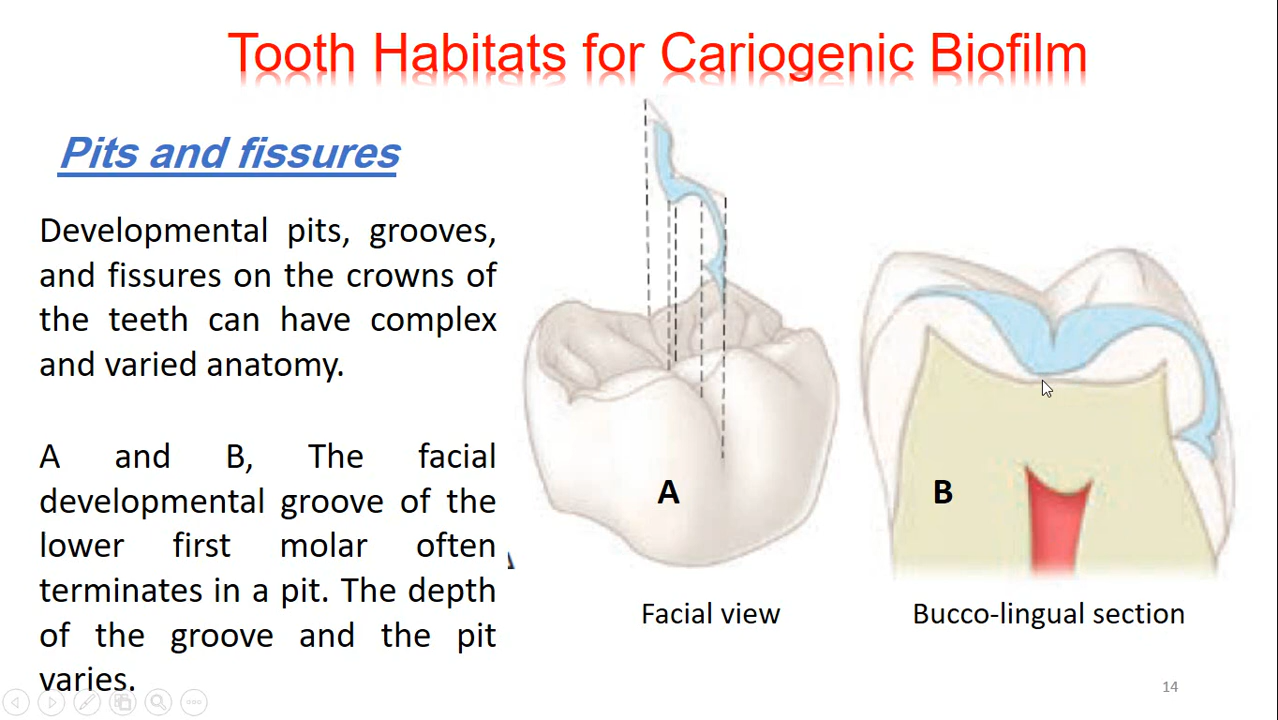 Tooth Habitats for Cariogenic Biofilm
Pits and fissures
Developmental pits, grooves,
and fissures on the crowns of
the teeth can have complex
and varied anatomy.
A and B, The facial
developmental groove of the
lower first molar often
terminates in a pit. The depth
of the groove and the pit
varies.
A
B
Facial view
Bucco-lingual section
14